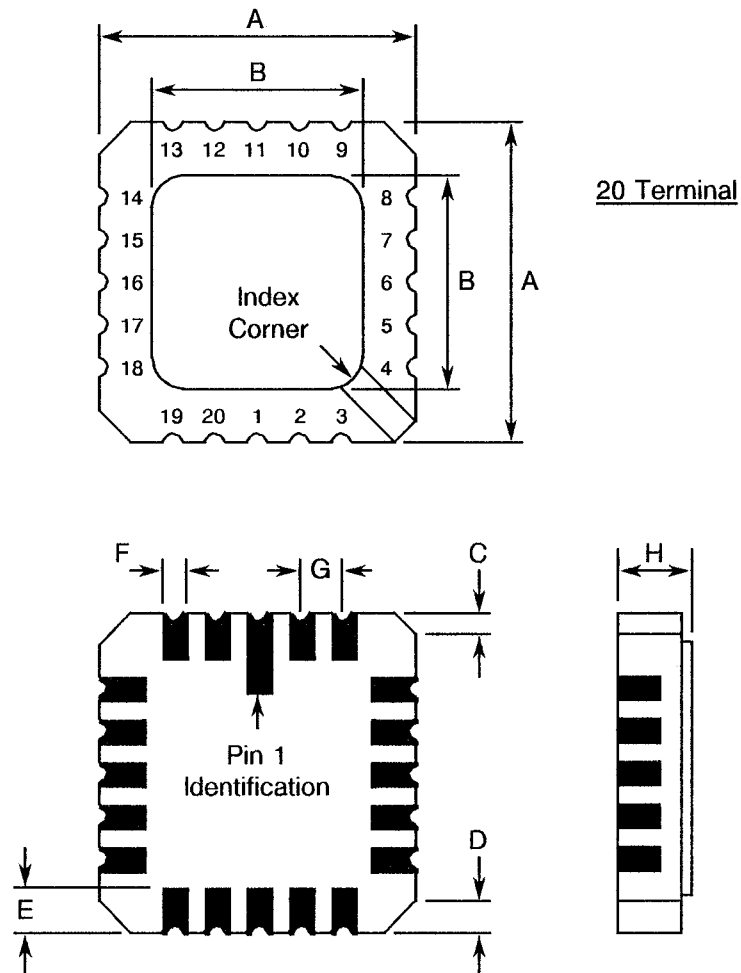 A
B
13 12 11 10 9
20 Terminal
14 8
15 7
16 6
B A
Index
Corner
17 5
18 4
19 20 1 2 3
F G C H
Pin 1
Identification
D
E